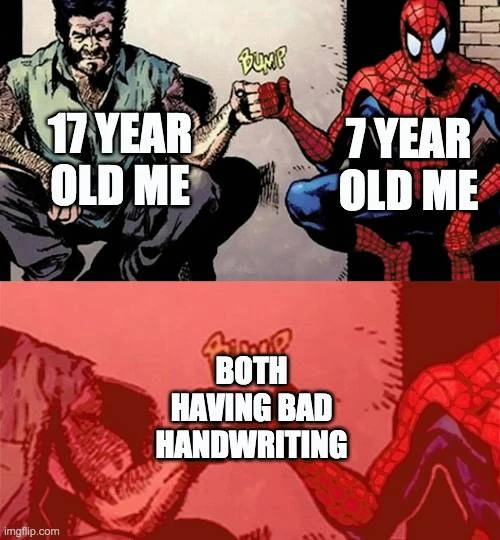 BUMP
17 YEAR
OLD ME
7 YEAR
OLD ME
BUMP
BOTH
HAVING BAD
HANDWRITING
imgflip.com